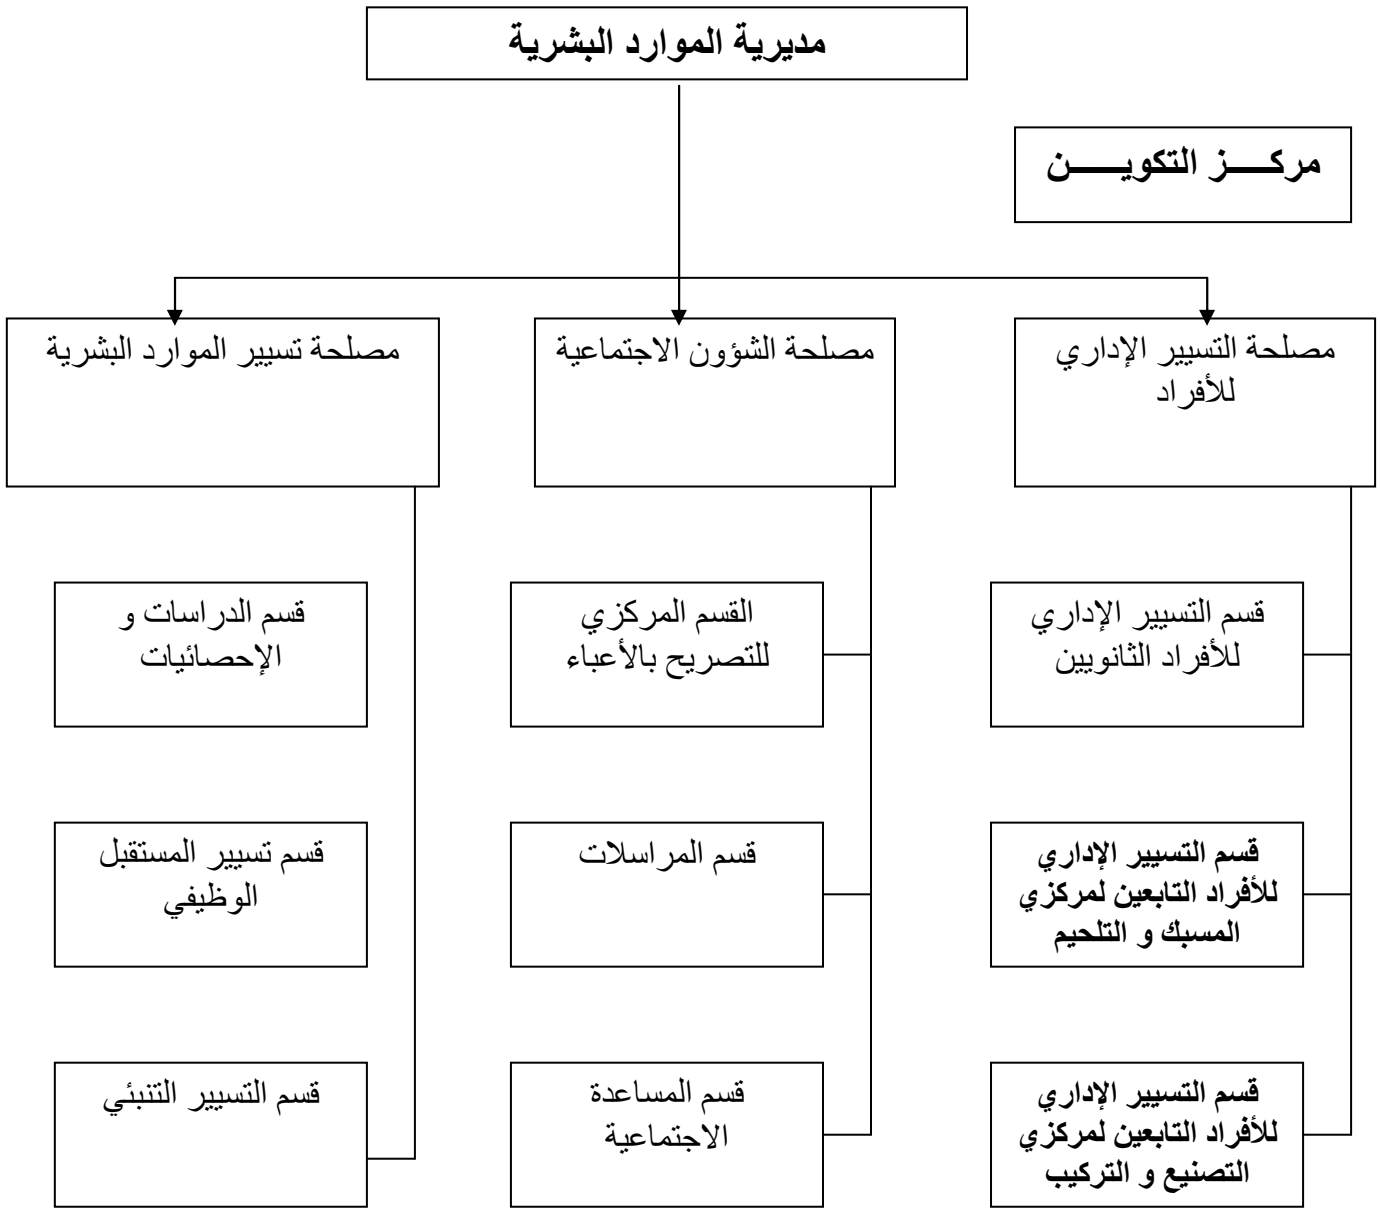 مديرية الموارد البشرية
مركــــز التكويــــــن
مصلحة التسيير الإداري
للأفراد
مصلحة الشؤون الاجتماعية
مصلحة تسيير الموارد البشرية
قسم التسيير الإداري
للأفراد الثانويين
القسم المركزي
للتصريح بالأعباء
قسم الدراسات و
الإحصائيات
قسم التسيير الإداري
للأفراد التابعين لمركزي
المسبك و التلحيم
قسم المراسلات
قسم تسيير المستقبل
الوظيفي
قسم التسيير الإداري
للأفراد التابعين لمركزي
التصنيع و التركيب
قسم المساعدة
الاجتماعية
قسم التسيير التنبئي